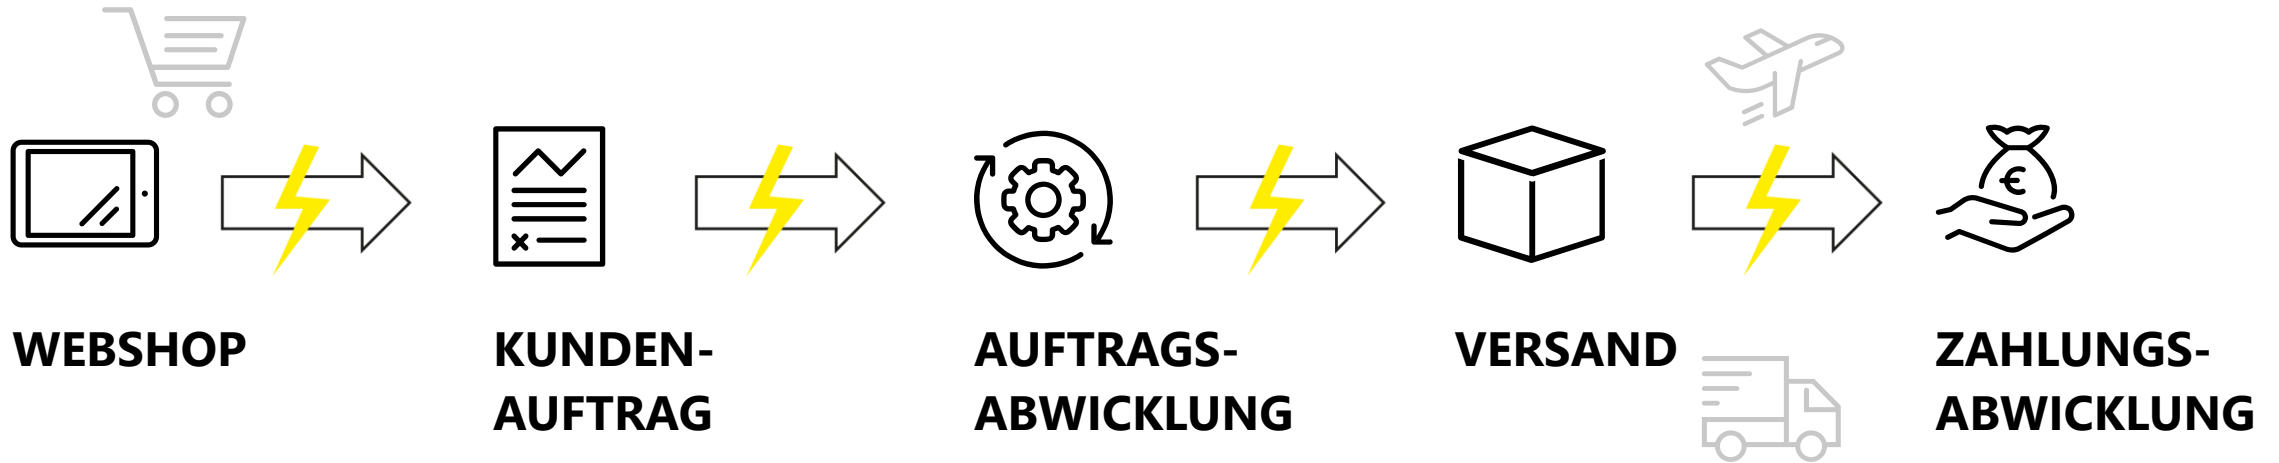 WEBSHOP
KUNDEN-
AUFTRAG
AUFTRAGS-
ABWICKLUNG
VERSAND
ZAHLUNGS-
ABWICKLUNG
€